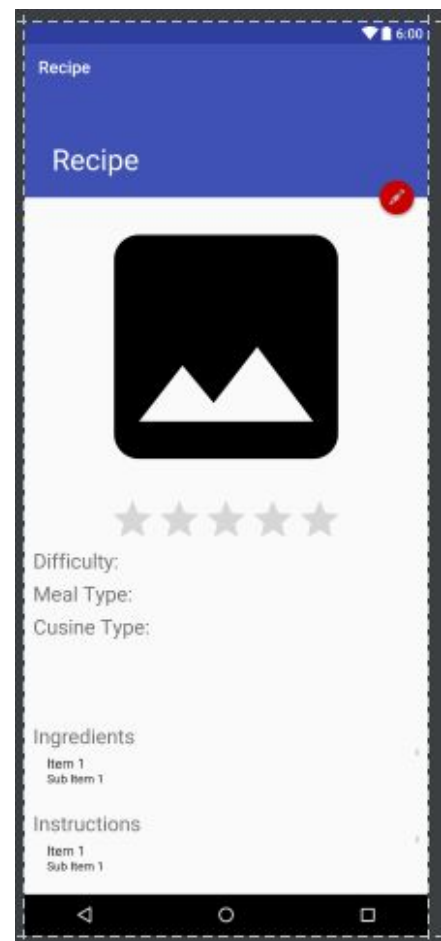 6:00
Recipe
Recipe
Difficulty:
Meal Type:
Cusine Type:
Ingredients
Item 1
Sub Item 1
Instructions
Item 1
Sub Item 1